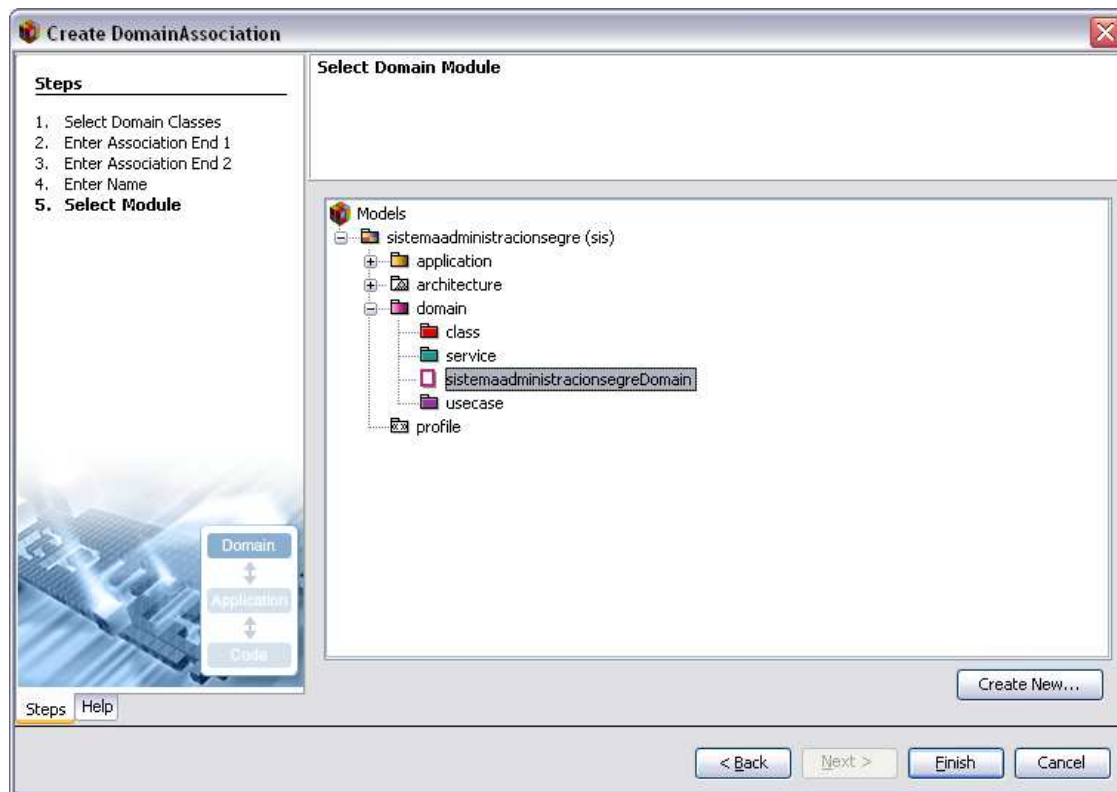 Create DomainAssociation
Steps
1. Select Domain Classes
2. Enter Association End 1
3. Enter Association End 2
4. Enter Name
5. Select Module
Domain
Application
Code
Steps Help
Select Domain Module
Models
sistemaadministracionsegre (sis)
application
architecture
domain
class
service
sistemaadministracionsegreDomain
usecase
profile
Create New...
< Back Next > Finish Cancel